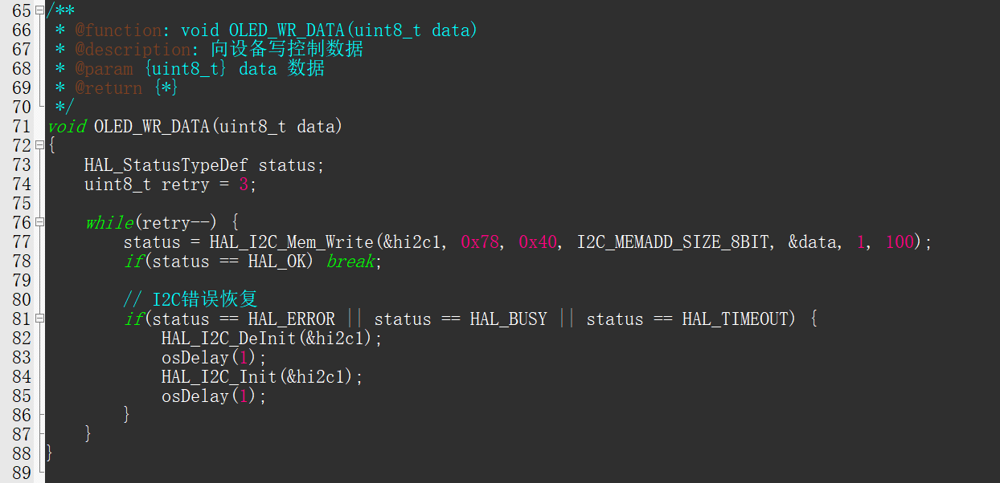 65 /**
66  * @function: void OLED_WR_DATA(uint8_t data)
67  * @description: 向设备写控制数据
68  * @param {uint8_t} data 数据
69  * @return {*}
70  */
71 void OLED_WR_DATA(uint8_t data)
72 {
73     HAL_StatusTypeDef status;
74     uint8_t retry = 3;
75
76     while(retry--) {
77         status = HAL_I2C_Mem_Write(&hi2c1, 0x78, 0x40, I2C_MEMADD_SIZE_8BIT, &data, 1, 100);
78         if(status == HAL_OK) break;
79
80         // I2C错误恢复
81         if(status == HAL_ERROR || status == HAL_BUSY || status == HAL_TIMEOUT) {
82             HAL_I2C_DeInit(&hi2c1);
83             osDelay(1);
84             HAL_I2C_Init(&hi2c1);
85             osDelay(1);
86         }
87     }
88 }
89